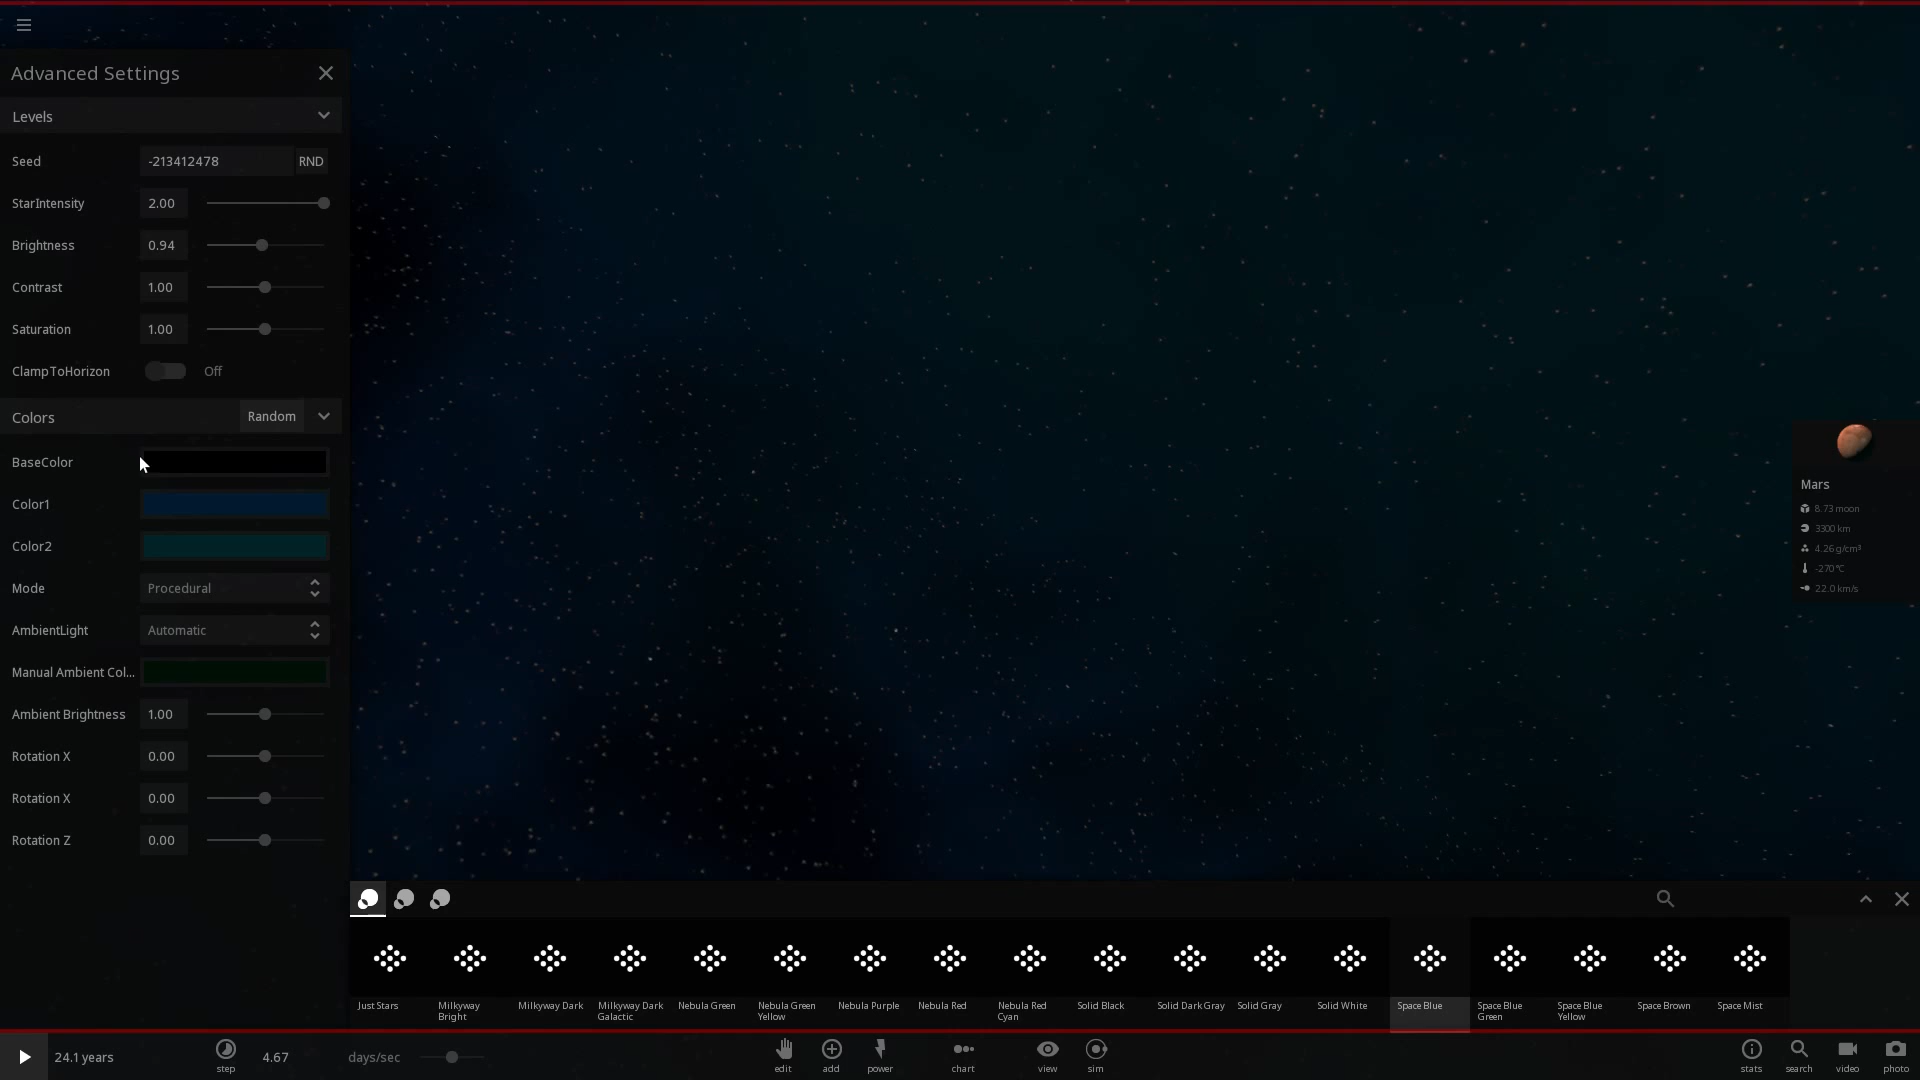 Advanced Settings
Levels
Seed -213412478 RND
StarIntensity 2.00
Brightness 0.94
Contrast 1.00
Saturation 1.00
ClampToHorizon Off
Colors Random
BaseColor
Color1
Color2
Mode Procedural
AmbientLight Automatic
Manual Ambient Col...
Ambient Brightness 1.00
Rotation X 0.00
Rotation X 0.00
Rotation Z 0.00
Mars
8.73 moon
3300 km
4.26 g/cm³
-270 °C
22.0 km/s
Just Stars
Milkyway Bright
Milkyway Dark
Milkyway Dark Galactic
Nebula Green
Nebula Green Yellow
Nebula Purple
Nebula Red
Nebula Red Cyan
Solid Black
Solid Dark Gray
Solid Gray
Solid White
Space Blue
Space Blue Green
Space Blue Yellow
Space Brown
Space Mist
24.1 years
step
4.67 days/sec
edit
add
power
chart
view
sim
stats
search
video
photo